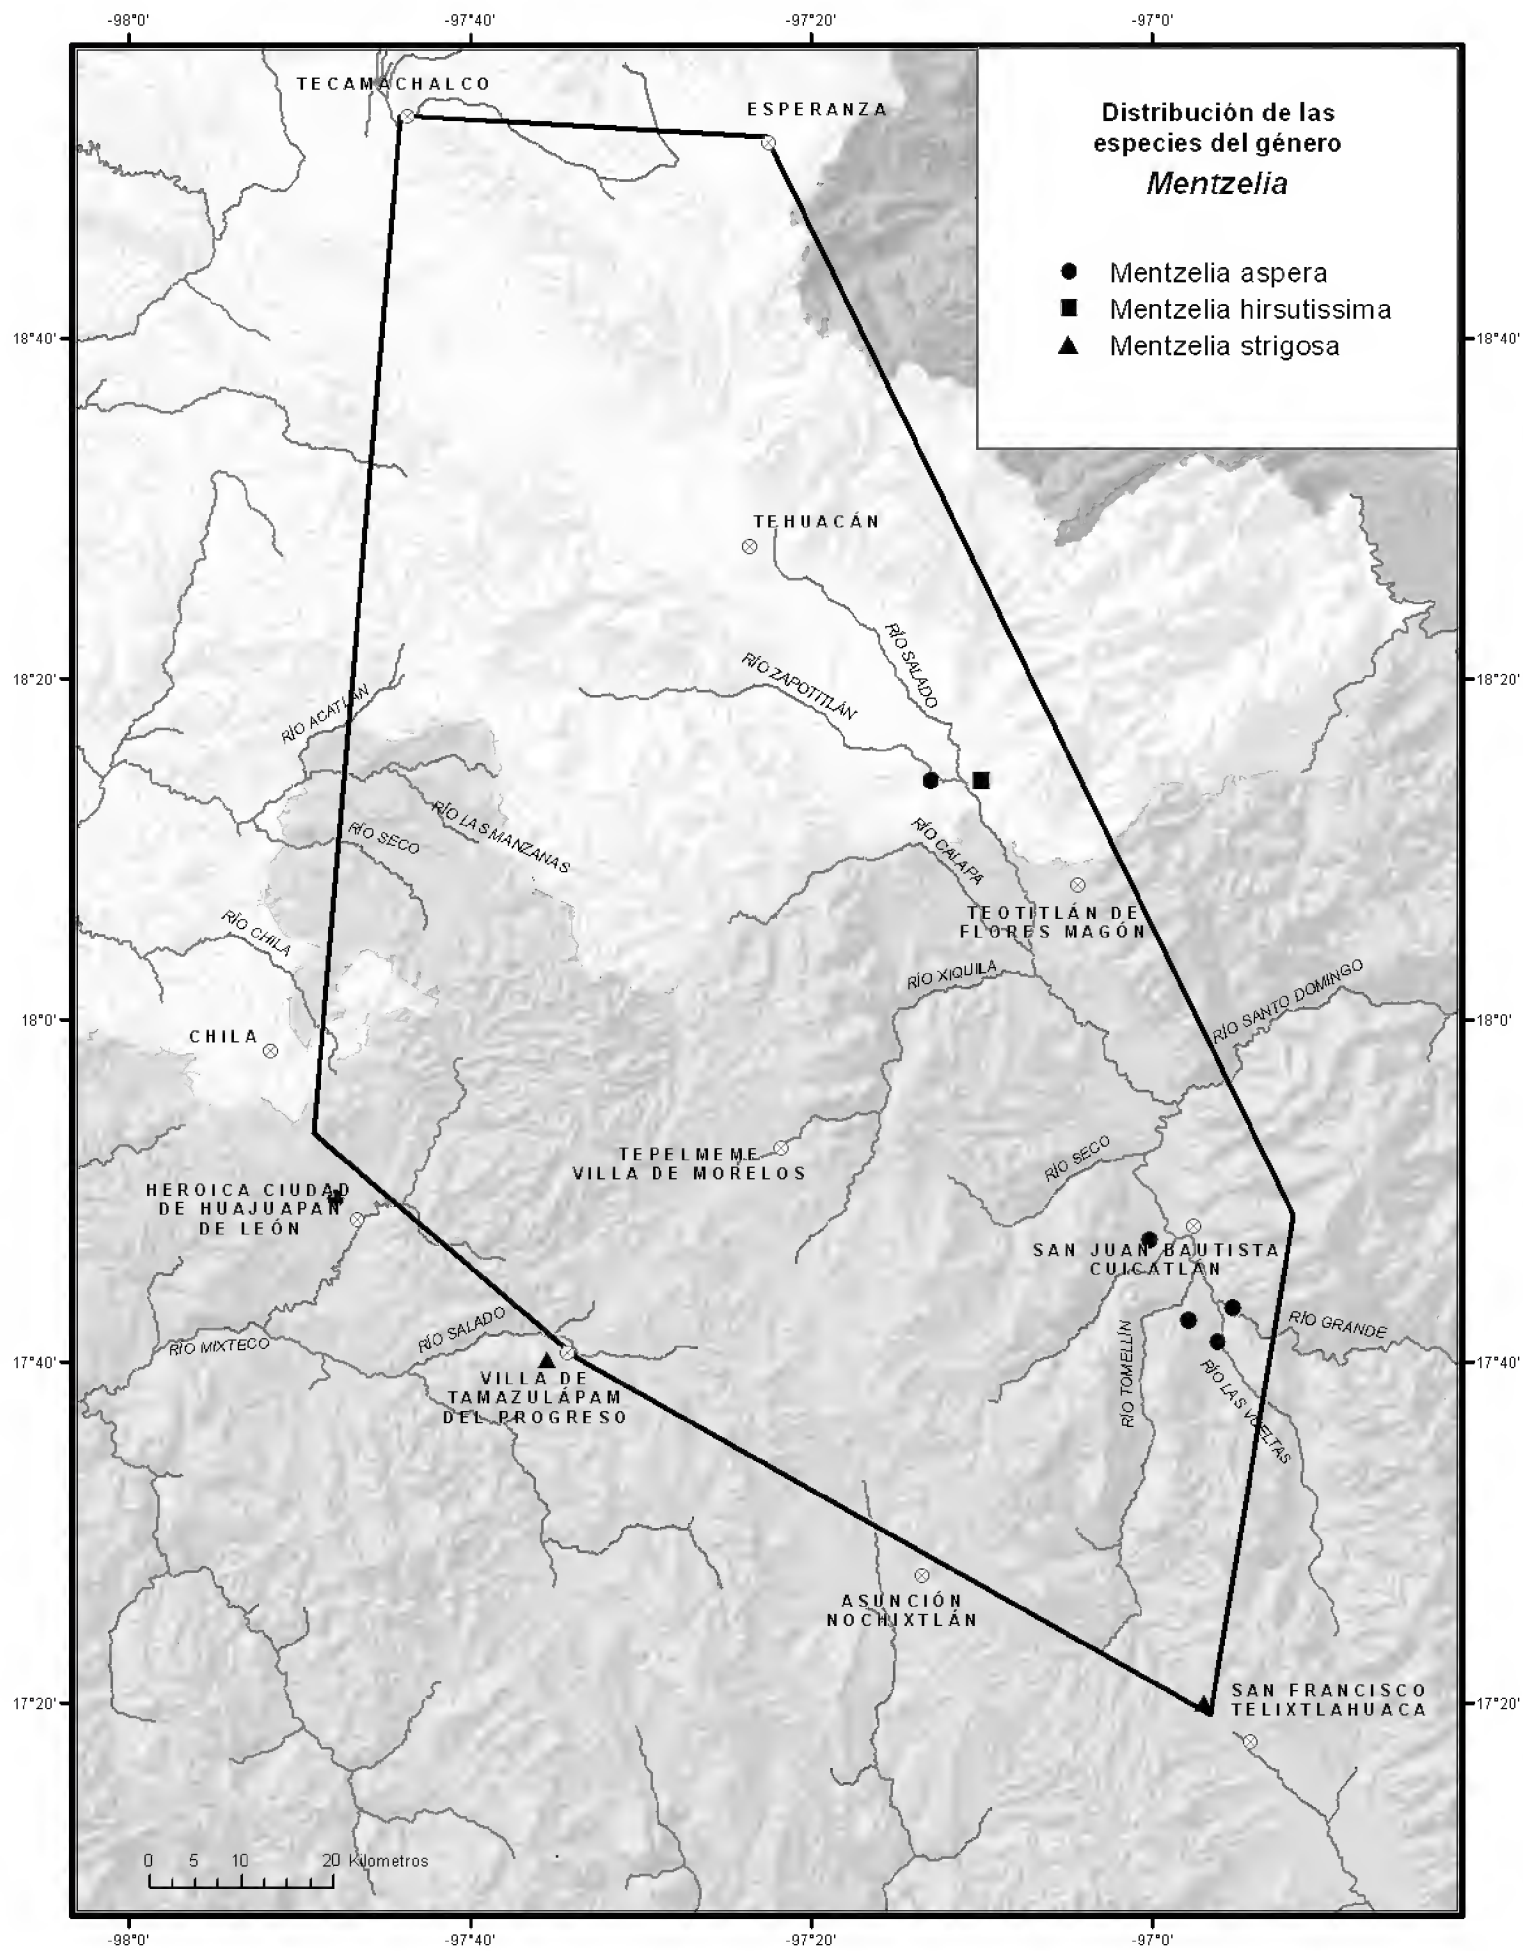 -98°0'
-97°40'
-97°20'
-97°0'
TECAMACHALCO
ESPERANZA
Distribución de las
especies del género
Mentzelia
Mentzelia aspera
Mentzelia hirsutissima
Mentzelia strigosa
18°40'
18°40'
TEHUACÁN
RÍO SALADO
RÍO ZAPOTITLÁN
18°20'
18°20'
RÍO ACATLÁN
RÍO LAS MANZANAS
RÍO SECO
RÍO CALAPA
TEOTITLÁN DE
FLORES MAGÓN
RÍO CHILA
RÍO XIQUILA
RÍO SANTO DOMINGO
18°0'
18°0'
CHILA
TEPELMEME
VILLA DE MORELOS
RÍO SECO
HEROICA CIUDAD
DE HUAJUAPAN
DE LEÓN
SAN JUAN BAUTISTA
CUICATLÁN
RÍO SALADO
RÍO MIXTECO
RÍO GRANDE
RÍO TOMELLÍN
RÍO LAS VUELTAS
17°40'
17°40'
VILLA DE
TAMAZULÁPAM
DEL PROGRESO
ASUNCIÓN
NOCHIXTLÁN
17°20'
17°20'
SAN FRANCISCO
TELIXTLAHUACA
0 5 10 20 Kilometros
-98°0'
-97°40'
-97°20'
-97°0'